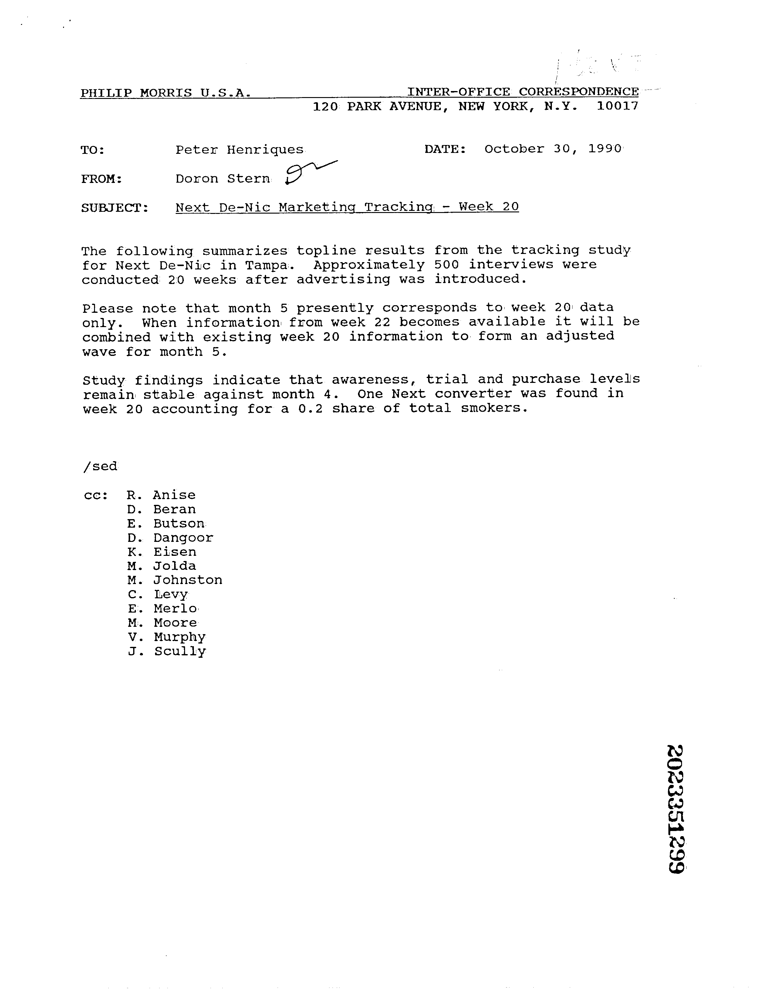 PHILIP MORRIS U.S.A. INTER-OFFICE CORRESPONDENCE
120 PARK AVENUE, NEW YORK, N.Y. 10017
TO: Peter Henriques DATE: October 30, 1990
FROM: Doron Stern
SUBJECT: Next De-Nic Marketing Tracking - Week 20
The following summarizes topline results from the tracking study
for Next De-Nic in Tampa. Approximately 500 interviews were
conducted 20 weeks after advertising was introduced.
Please note that month 5 presently corresponds to week 20 data
only. When information from week 22 becomes available it will be
combined with existing week 20 information to form an adjusted
wave for month 5.
Study findings indicate that awareness, trial and purchase levels
remain stable against month 4. One Next converter was found in
week 20 accounting for a 0.2 share of total smokers.
/sed
cc: R. Anise
D. Beran
E. Butson
D. Dangoor
K. Eisen
M. Jolda
M. Johnston
C. Levy
E. Merlo
M. Moore
V. Murphy
J. Scully
2023351299